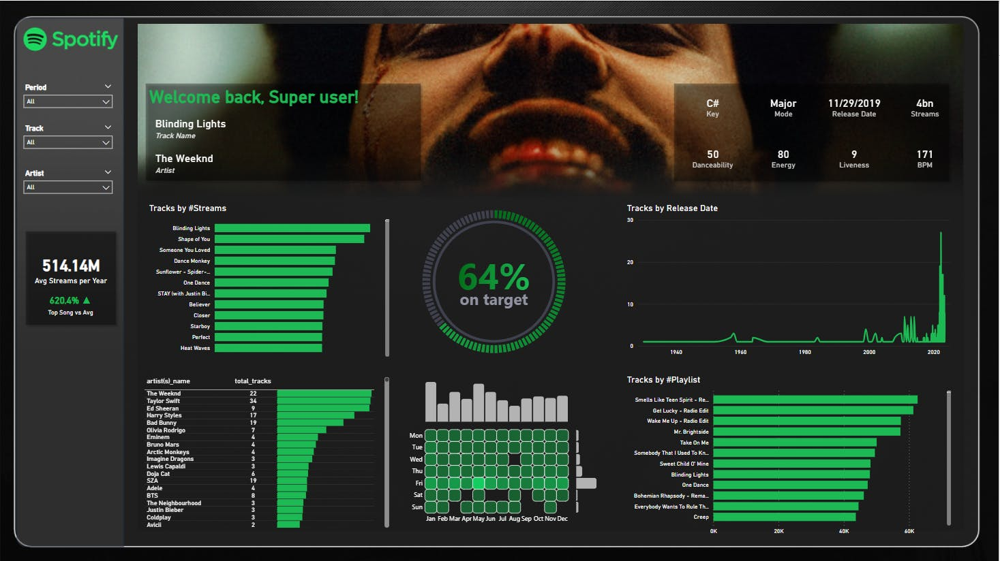 Spotify
Period
All
Track
All
Artist
All
514.14M
Avg Streams per Year
620.4% ▲
Top Song vs Avg
Welcome back, Super user!
Blinding Lights
Track Name
The Weeknd
Artist
C# Major 11/29/2019 4bn
Key Mode Release Date Streams
50 80 9 171
Danceability Energy Liveness BPM
Tracks by #Streams
Blinding Lights
Shape of You
Someone You Loved
Dance Monkey
Sunflower - Spider-...
One Dance
STAY (with Justin Bi...
Believer
Closer
Starboy
Perfect
Heat Waves
64%
on target
Tracks by Release Date
30
20
10
0
1940 1960 1980 2000 2020
artist(s)_name total_tracks
The Weeknd 22
Taylor Swift 34
Ed Sheeran 9
Harry Styles 17
Bad Bunny 19
Olivia Rodrigo 7
Eminem 4
Bruno Mars 4
Arctic Monkeys 4
Imagine Dragons 3
Lewis Capaldi 3
Doja Cat 6
SZA 19
Adele 4
BTS 8
The Neighbourhood 3
Justin Bieber 3
Coldplay 3
Avicii 2
Mon
Tue
Wed
Thu
Fri
Sat
Sun
Jan Feb Mar Apr May Jun Jul Aug Sep Oct Nov Dec
Tracks by #Playlist
Smells Like Teen Spirit - Re...
Get Lucky - Radio Edit
Wake Me Up - Radio Edit
Mr. Brightside
Take On Me
Somebody That I Used To Kn...
Sweet Child O' Mine
Blinding Lights
One Dance
Bohemian Rhapsody - Rema...
Everybody Wants To Rule Th...
Creep
0K 20K 40K 60K